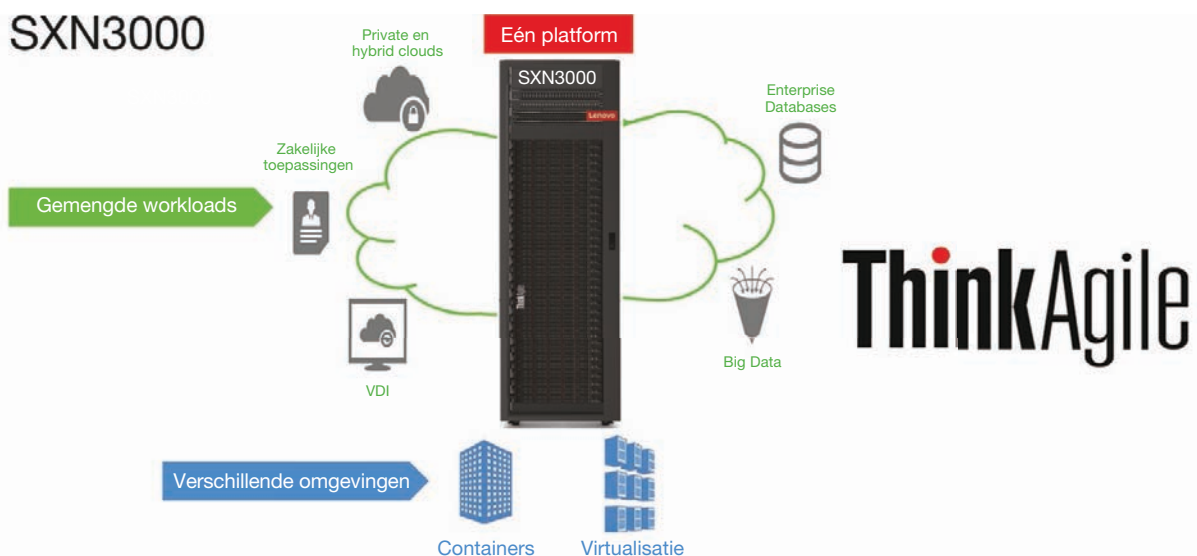 SXN3000
Private en
hybrid clouds
Eén platform
SXN3000
Lenovo
Enterprise
Databases
Zakelijke
toepassingen
Gemengde workloads
ThinkAgile
ThinkAgile
VDI
Big Data
Verschillende omgevingen
Containers
Virtualisatie